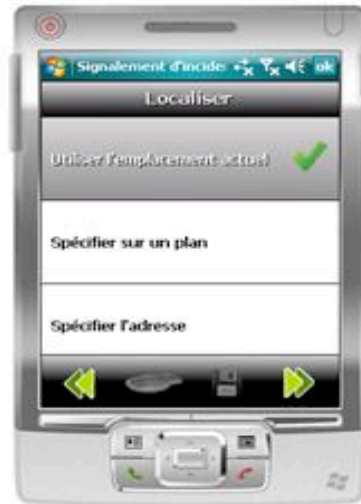 Signalement d'incide
ok
Localiser
Utiliser l'emplacement actuel
Spécifier sur un plan
Spécifier l'adresse